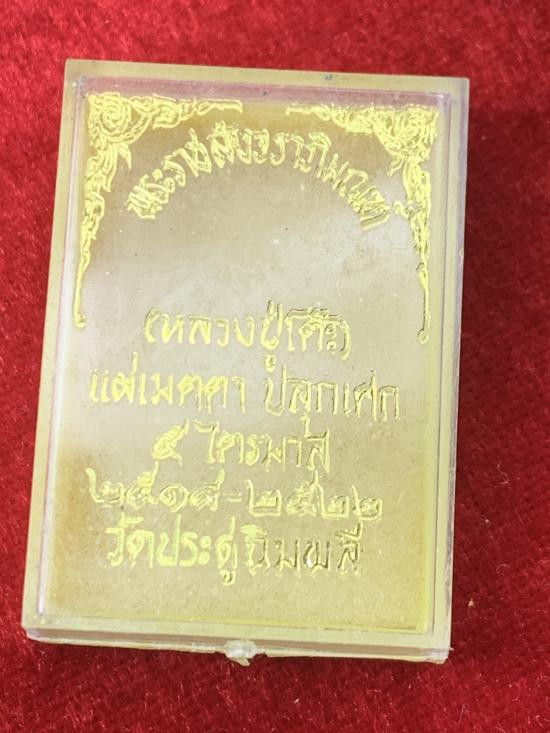 พระราชสังวราภิมณฑ์
(หลวงปู่โต๊ะ)
แผ่เมตตา ปลุกเศก
๕ ไตรมาส
๒๕๑๘-๒๕๒๒
วัดประดู่ฉิมพลี